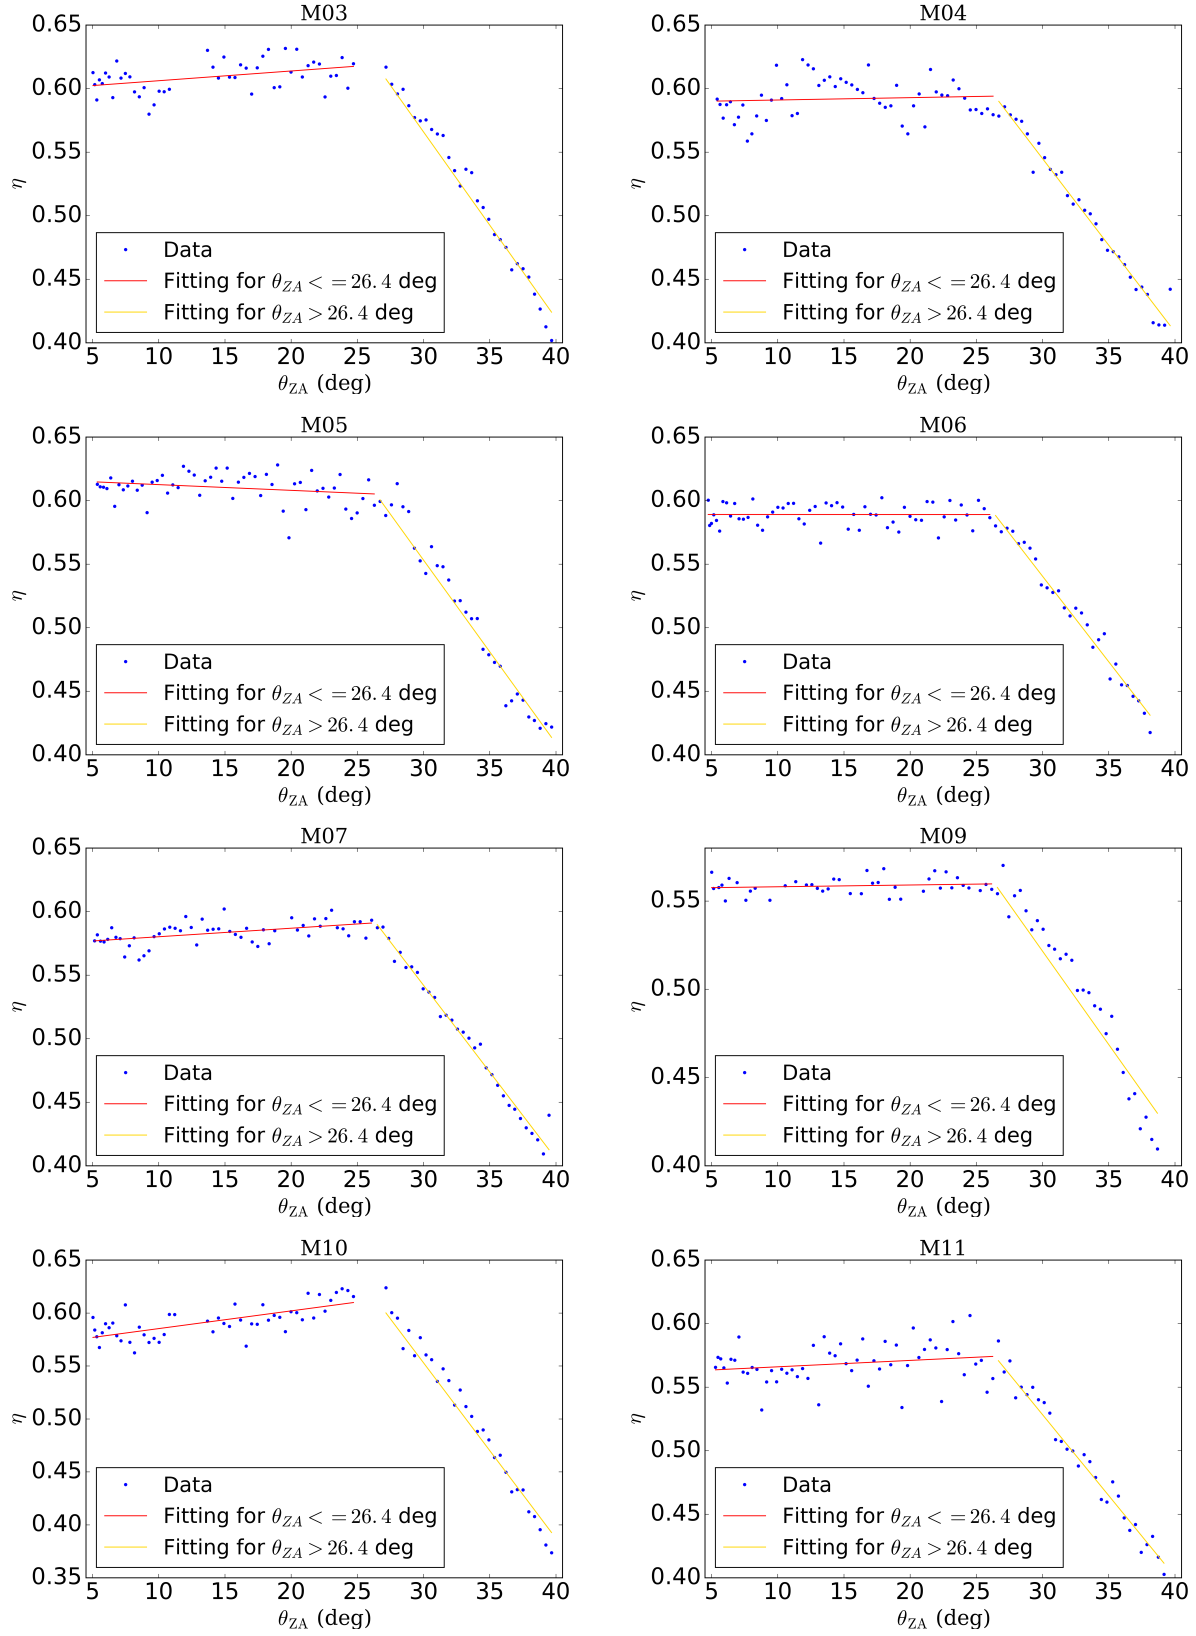 M03
0.65
0.60
0.55
0.50
0.45
0.40
η
Data
Fitting for θZA <= 26.4 deg
Fitting for θZA > 26.4 deg
5 10 15 20 25 30 35 40
θZA (deg)
M04
0.65
0.60
0.55
0.50
0.45
0.40
η
Data
Fitting for θZA <= 26.4 deg
Fitting for θZA > 26.4 deg
5 10 15 20 25 30 35 40
θZA (deg)
M05
0.65
0.60
0.55
0.50
0.45
0.40
η
Data
Fitting for θZA <= 26.4 deg
Fitting for θZA > 26.4 deg
5 10 15 20 25 30 35 40
θZA (deg)
M06
0.65
0.60
0.55
0.50
0.45
0.40
η
Data
Fitting for θZA <= 26.4 deg
Fitting for θZA > 26.4 deg
5 10 15 20 25 30 35 40
θZA (deg)
M07
0.65
0.60
0.55
0.50
0.45
0.40
η
Data
Fitting for θZA <= 26.4 deg
Fitting for θZA > 26.4 deg
5 10 15 20 25 30 35 40
θZA (deg)
M09
0.55
0.50
0.45
0.40
η
Data
Fitting for θZA <= 26.4 deg
Fitting for θZA > 26.4 deg
5 10 15 20 25 30 35 40
θZA (deg)
M10
0.65
0.60
0.55
0.50
0.45
0.40
0.35
η
Data
Fitting for θZA <= 26.4 deg
Fitting for θZA > 26.4 deg
5 10 15 20 25 30 35 40
θZA (deg)
M11
0.65
0.60
0.55
0.50
0.45
0.40
η
Data
Fitting for θZA <= 26.4 deg
Fitting for θZA > 26.4 deg
5 10 15 20 25 30 35 40
θZA (deg)